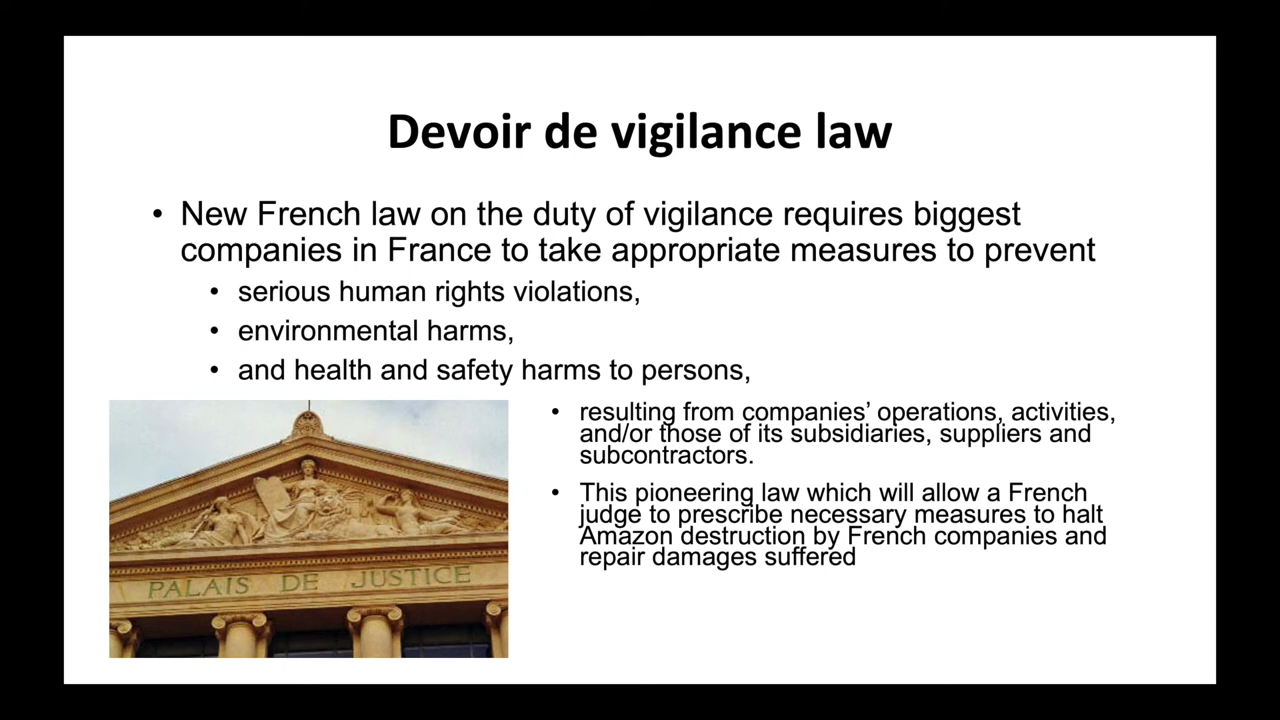 Devoir de vigilance law
• New French law on the duty of vigilance requires biggest
companies in France to take appropriate measures to prevent
• serious human rights violations,
• environmental harms,
• and health and safety harms to persons,
• resulting from companies’ operations, activities,
and/or those of its subsidiaries, suppliers and
subcontractors.
• This pioneering law which will allow a French
judge to prescribe necessary measures to halt
Amazon destruction by French companies and
repair damages suffered
PALAIS DE JUSTICE